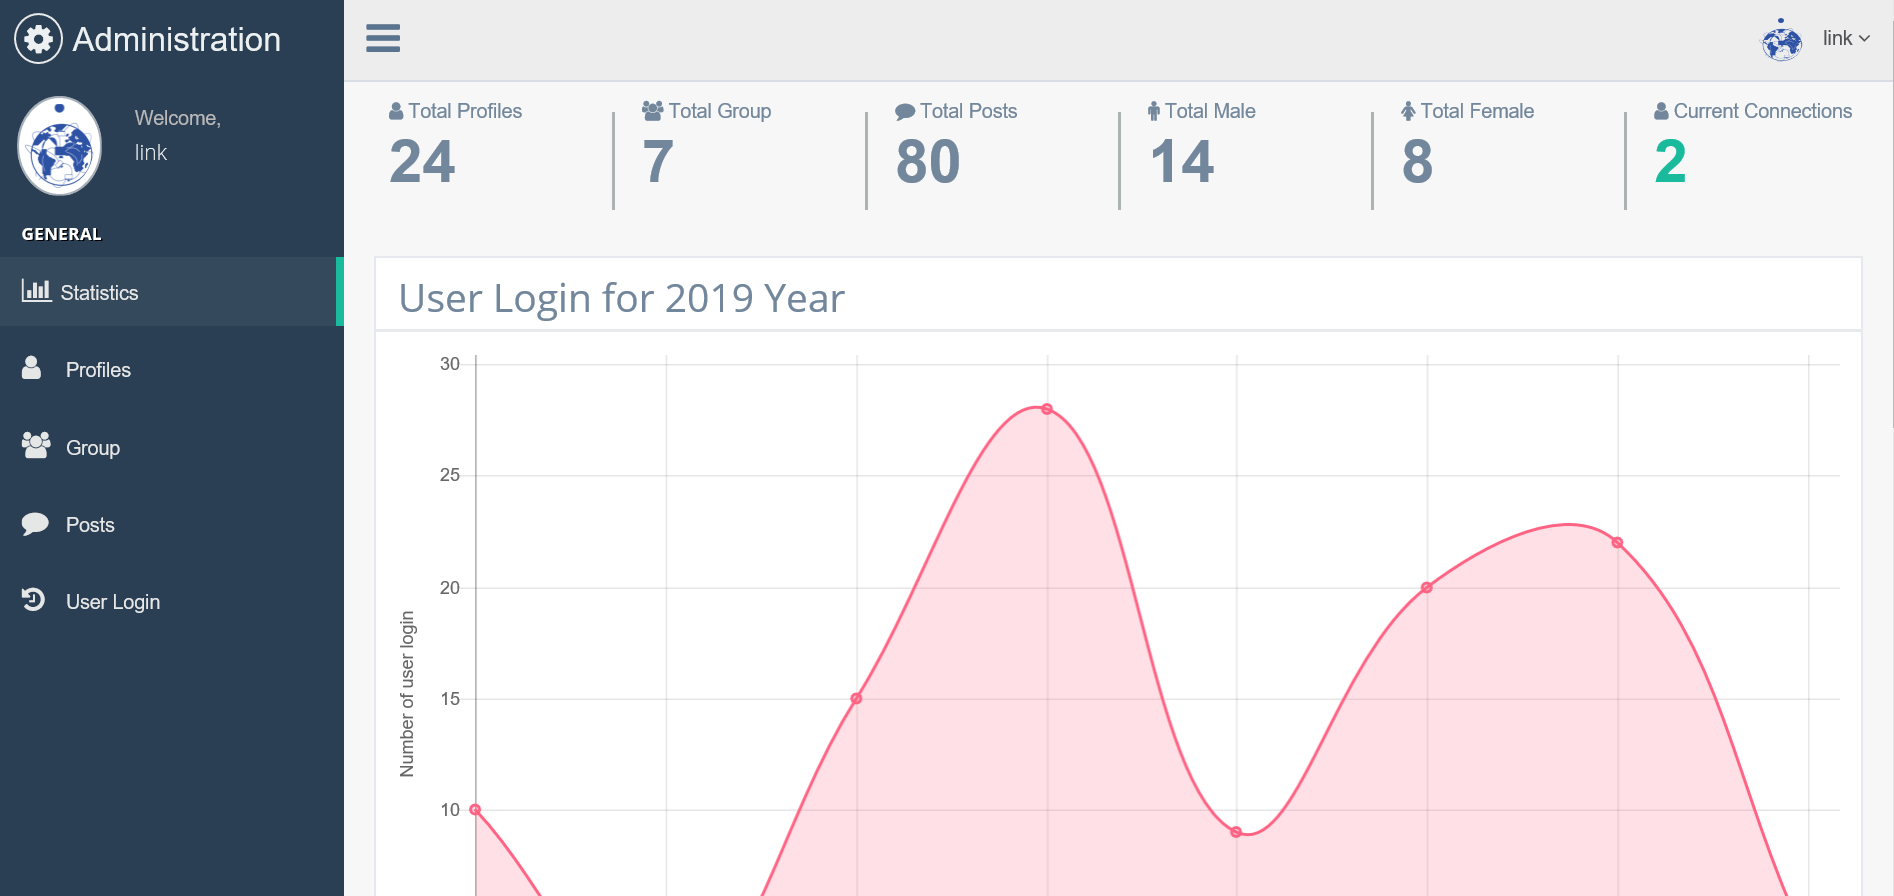 Administration
link
Welcome,
link
GENERAL
Statistics
Profiles
Group
Posts
User Login
Total Profiles
24
Total Group
7
Total Posts
80
Total Male
14
Total Female
8
Current Connections
2
User Login for 2019 Year
30
25
20
15
10
Number of user login